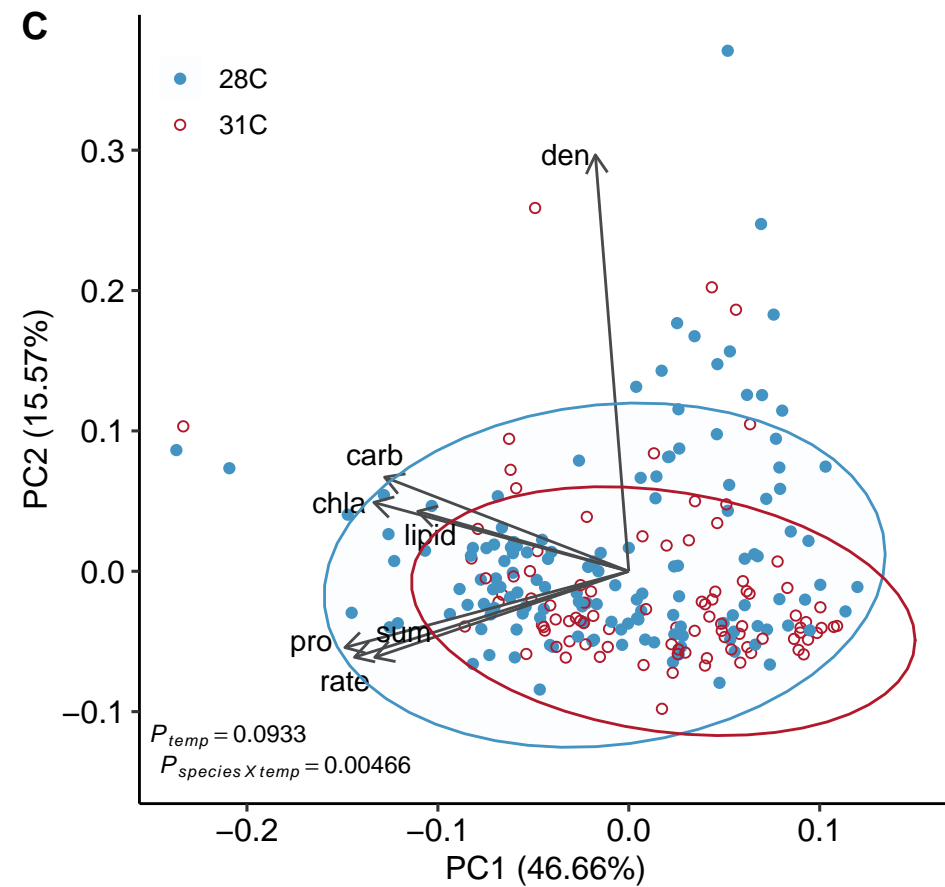 C
28C
31C
den
carb
chla
lipid
pro
sum
rate
P temp = 0.0933
P species X temp = 0.00466
0.3
0.2
0.1
0.0
−0.1
−0.2 −0.1 0.0 0.1
PC1 (46.66%)
PC2 (15.57%)